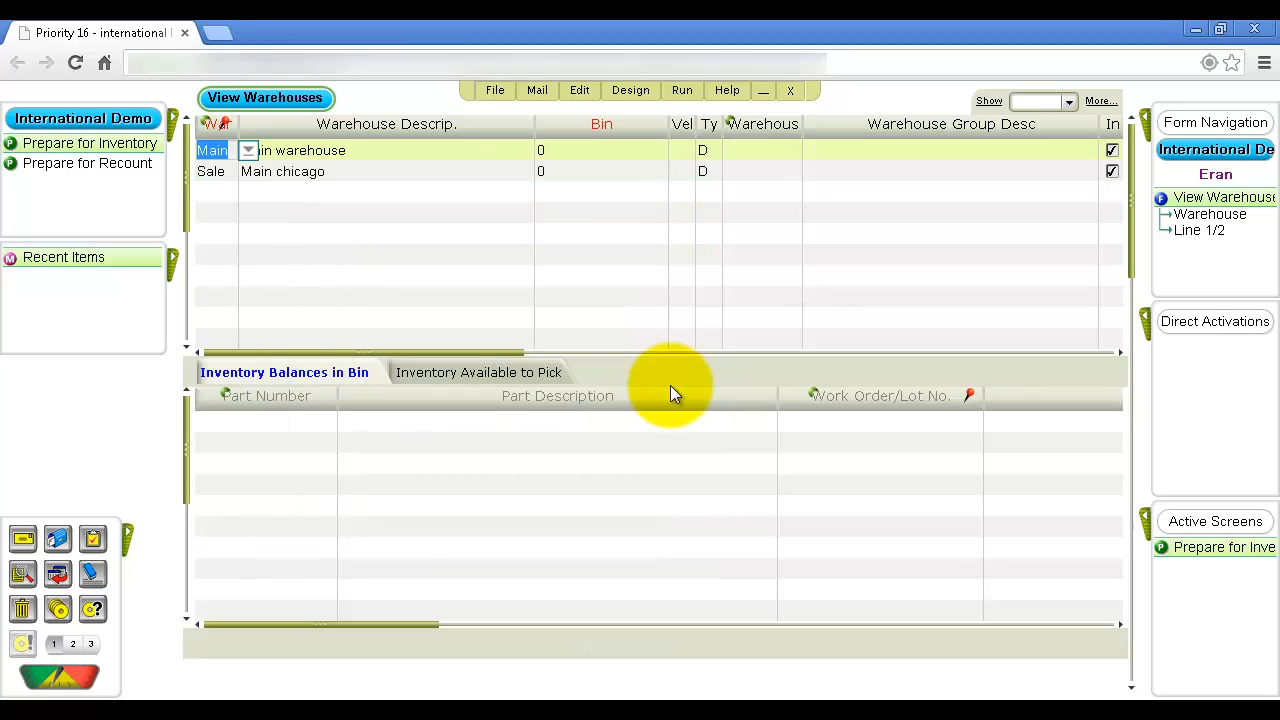 Priority 16 - international
View Warehouses
File Mail Edit Design Run Help _ X
Show More...
International Demo
Prepare for Inventory
Prepare for Recount
Recent Items
War Warehouse Descrip. Bin Vel Ty Warehous Warehouse Group Desc In
Main in warehouse 0 D
Sale Main chicago 0 D
Inventory Balances in Bin Inventory Available to Pick
Part Number Part Description Work Order/Lot No.
Form Navigation
International De
Eran
View Warehouse
Warehouse
Line 1/2
Direct Activations
Active Screens
Prepare for Inve
1 2 3